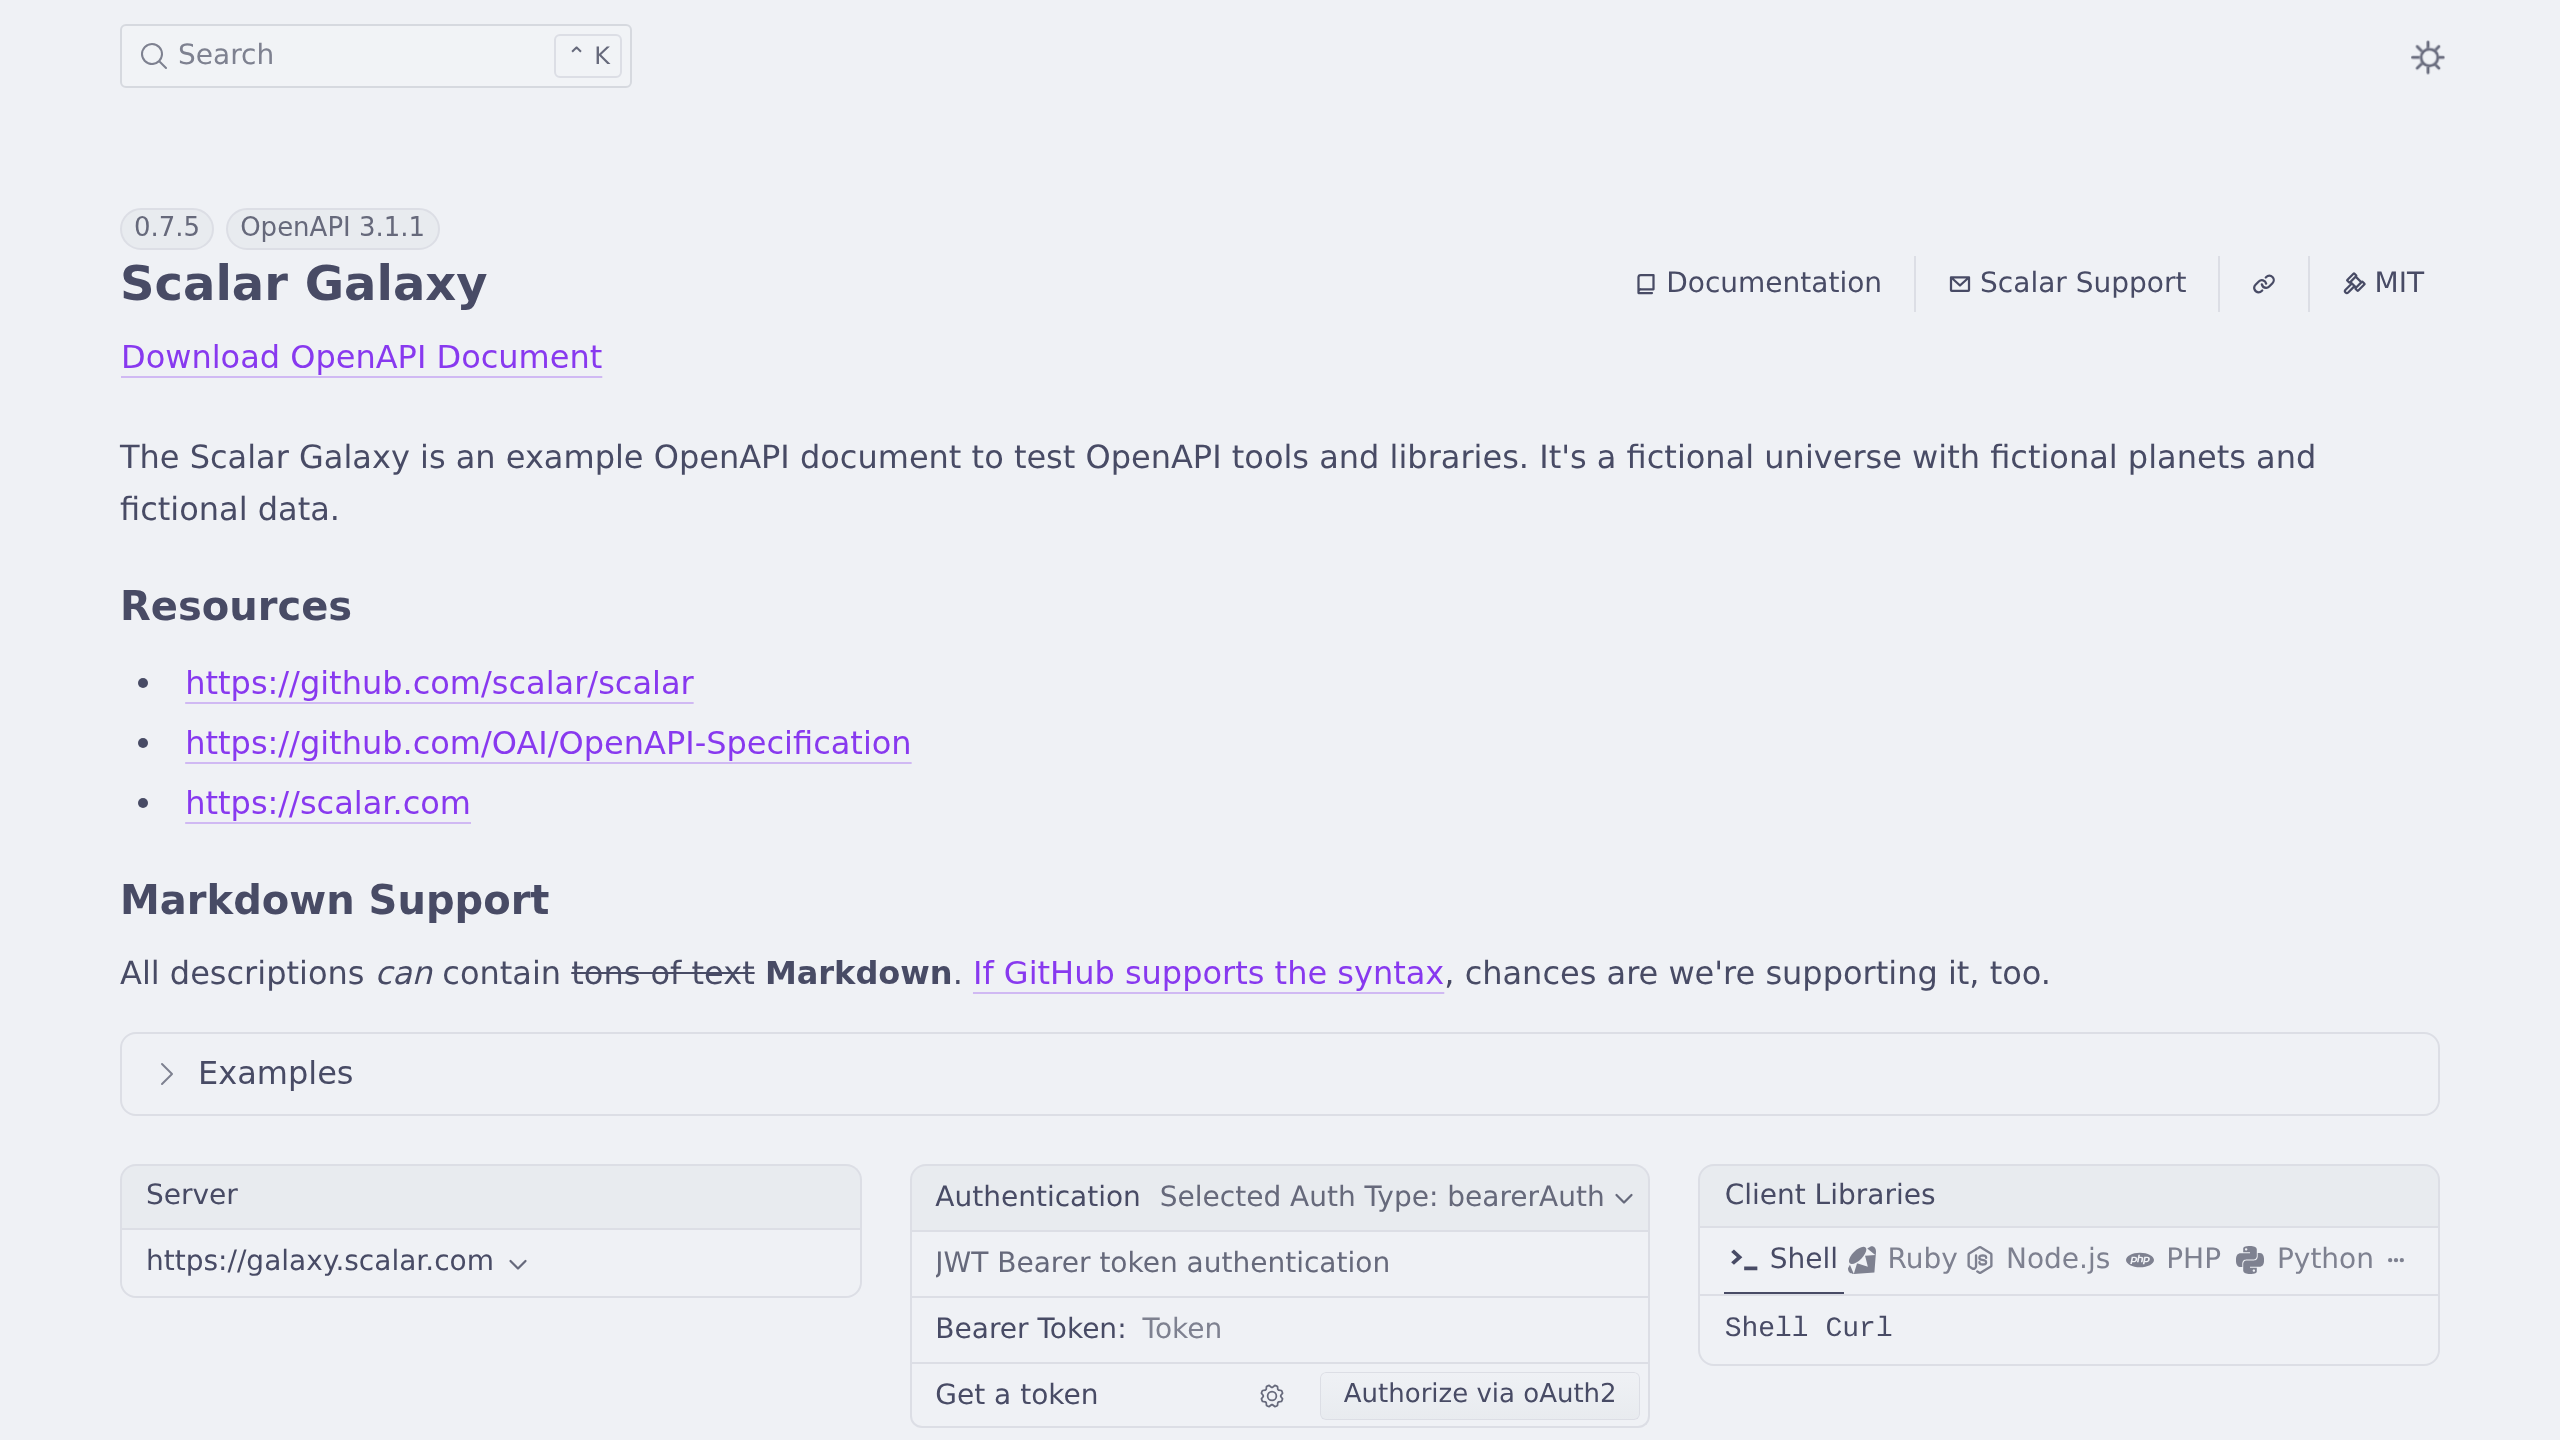 Search
⌃ K
0.7.5
OpenAPI 3.1.1
Scalar Galaxy
Documentation
Scalar Support
MIT
Download OpenAPI Document
The Scalar Galaxy is an example OpenAPI document to test OpenAPI tools and libraries. It's a fictional universe with fictional planets and
fictional data.
Resources
• https://github.com/scalar/scalar
• https://github.com/OAI/OpenAPI-Specification
• https://scalar.com
Markdown Support
All descriptions can contain tons of text Markdown. If GitHub supports the syntax, chances are we're supporting it, too.
Examples
Server
https://galaxy.scalar.com
Authentication Selected Auth Type: bearerAuth
JWT Bearer token authentication
Bearer Token: Token
Get a token
Authorize via oAuth2
Client Libraries
Shell
Ruby
JS
Node.js
php
PHP
Python
Shell Curl